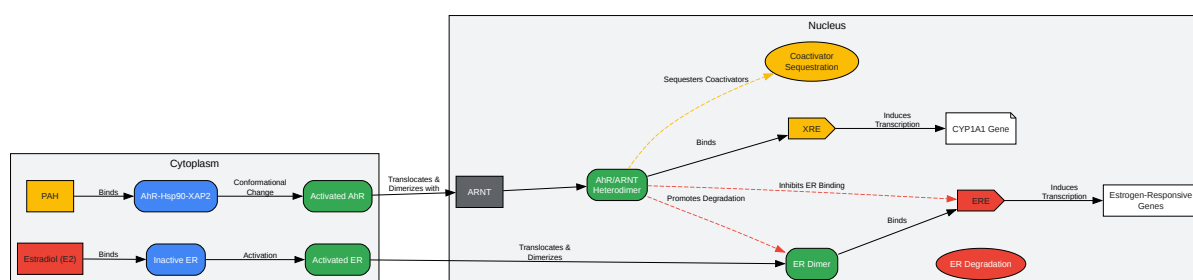 Nucleus
Coactivator
Sequestration
Sequesters Coactivators
Induces
Transcription
XRE
CYP1A1 Gene
Binds
Cytoplasm
Translocates &
Dimerizes with
PAH
Binds
AhR-Hsp90-XAP2
Conformational
Change
Activated AhR
ARNT
AhR/ARNT
Heterodimer
Inhibits ER Binding
Promotes Degradation
ERE
Induces
Transcription
Estrogen-Responsive
Genes
Binds
Estradiol (E2)
Binds
Inactive ER
Activation
Activated ER
Translocates &
Dimerizes
ER Dimer
ER Degradation